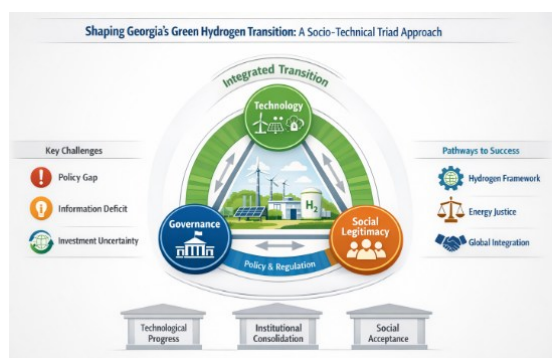 Shaping Georgia's Green Hydrogen Transition: A Socio-Technical Triad Approach
Integrated Transition
Technology
Key Challenges
Policy Gap
Information Deficit
Investment Uncertainty
H2
Governance
Social
Legitimacy
Policy & Regulation
Pathways to Success
Hydrogen Framework
Energy Justice
Global Integration
Technological
Progress
Institutional
Consolidation
Social
Acceptance